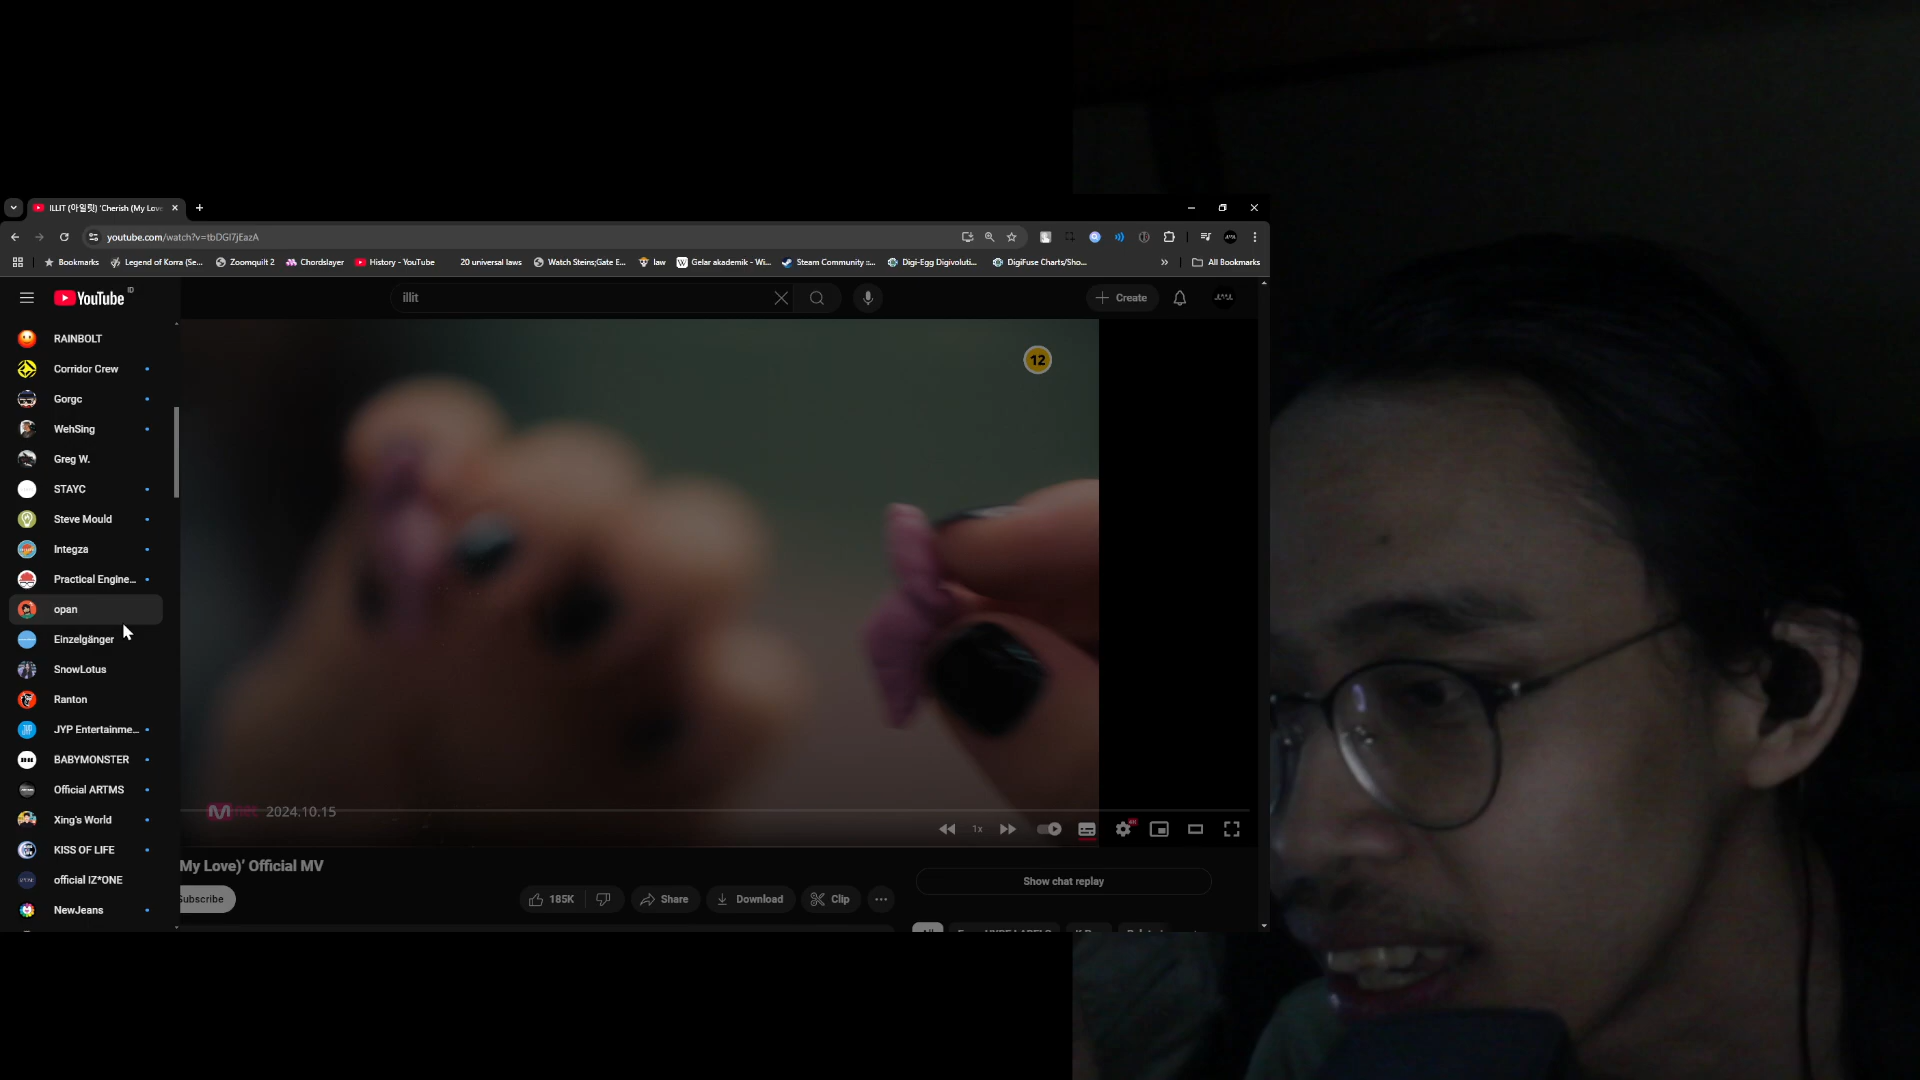 ILLIT (아일릿) 'Cherish (My Love
youtube.com/watch?v=tbDGI7jEazA
Bookmarks
Legend of Korra (Se...
Zoomquilt 2
Chordslayer
History - YouTube
20 universal laws
Watch Steins;Gate E...
law
Gelar akademik - Wi...
Steam Community ::...
Digi-Egg Digivoluti...
DigiFuse Charts/Sho...
»
All Bookmarks
YouTube ID
illit
Create
RAINBOLT
Corridor Crew
Gorgc
WehSing
Greg W.
STAYC
Steve Mould
Integza
Practical Engine...
opan
Einzelgänger
SnowLotus
Ranton
JYP Entertainme...
BABYMONSTER
Official ARTMS
Xing's World
KISS OF LIFE
official IZ*ONE
NewJeans
12
M net 2024.10.15
1x
My Love)' Official MV
Subscribe
185K
Share
Download
Clip
Show chat replay